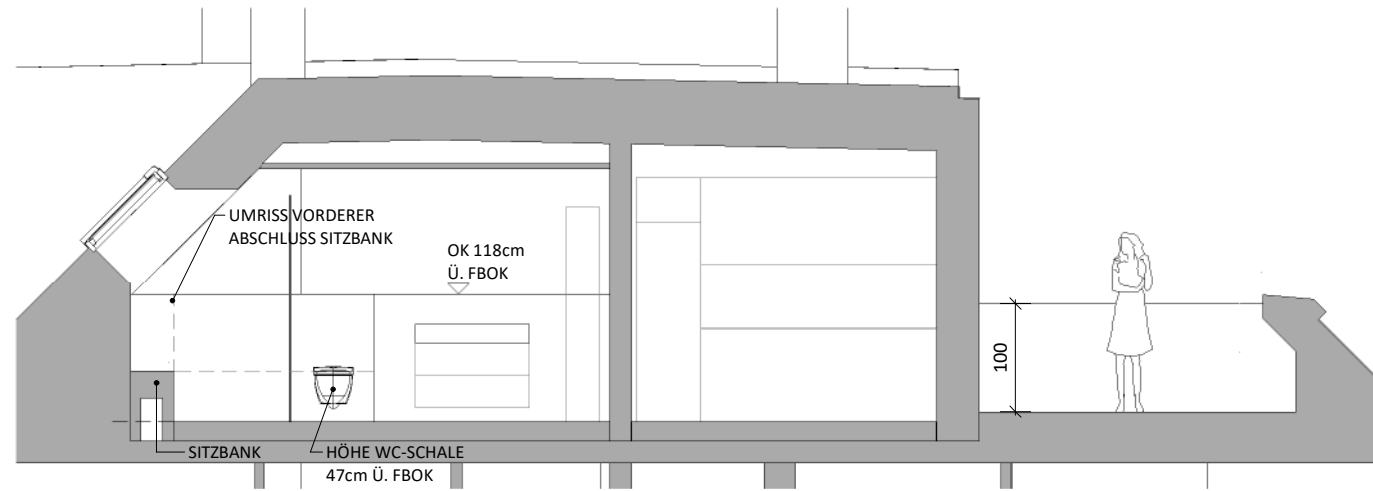 UMRISS VORDERER
ABSCHLUSS SITZBANK
OK 118cm
Ü. FBOK
100
SITZBANK
HÖHE WC-SCHALE
47cm Ü. FBOK